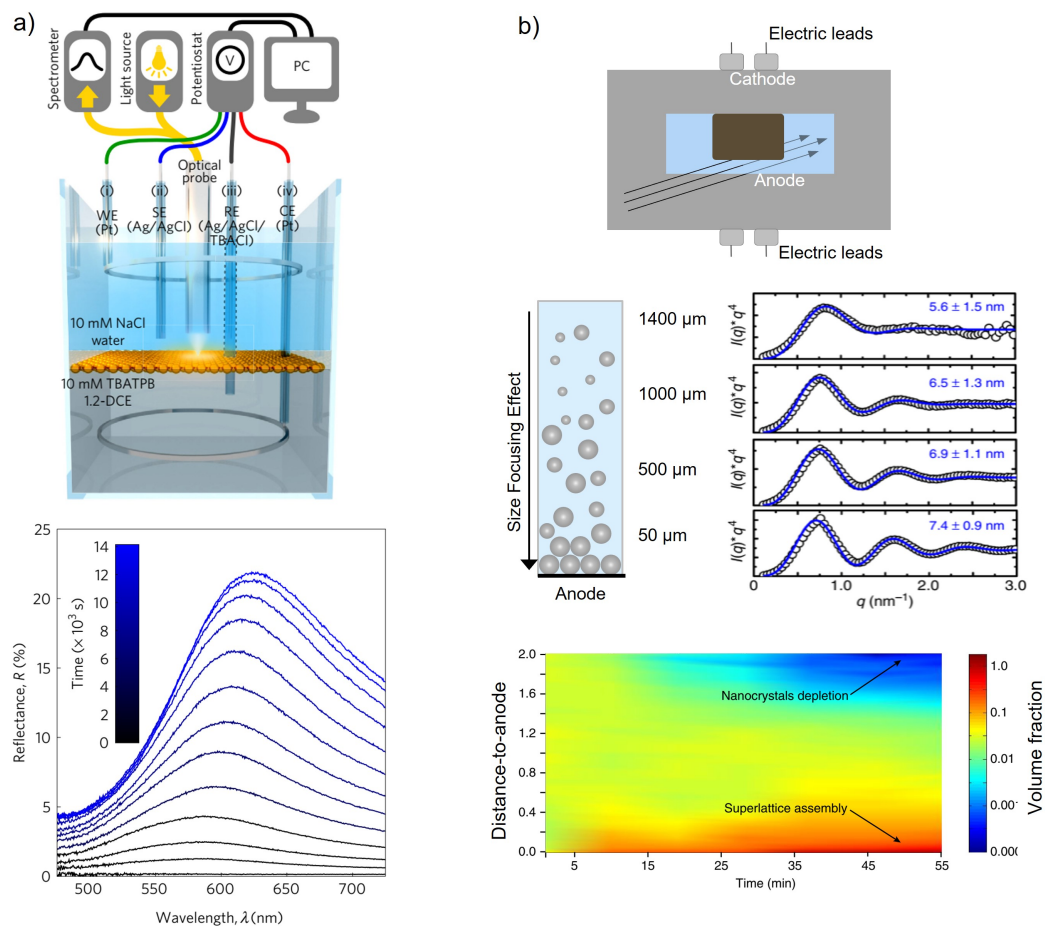 a)
Spectrometer
Light source
Potentiostat
V
PC
Optical
probe
(i)
WE
(Pt)
(ii)
SE
(Ag/AgCl)
(iii)
RE
(Ag/AgCl/
TBACl)
(iv)
CE
(Pt)
10 mM NaCl
water
10 mM TBATPB
1.2-DCE
25
20
15
10
5
0
Reflectance, R (%)
Time (× 10³ s)
14
12
10
8
6
4
2
0
500
550
600
650
700
Wavelength, λ (nm)
b)
Electric leads
Cathode
Anode
Electric leads
Size Focusing Effect
1400 μm
1000 μm
500 μm
50 μm
Anode
I(q)*q⁴
5.6 ± 1.5 nm
I(q)*q⁴
6.5 ± 1.3 nm
I(q)*q⁴
6.9 ± 1.1 nm
I(q)*q⁴
7.4 ± 0.9 nm
0
0.6
1.2
2.0
3.0
q (nm⁻¹)
Distance-to-anode
2.0
1.6
1.2
0.8
0.4
0.0
Nanocrystals depletion
Superlattice assembly
5
15
20
35
45
55
Time (min)
1.0
0.1
0.01
0.00
0.000
Volume fraction